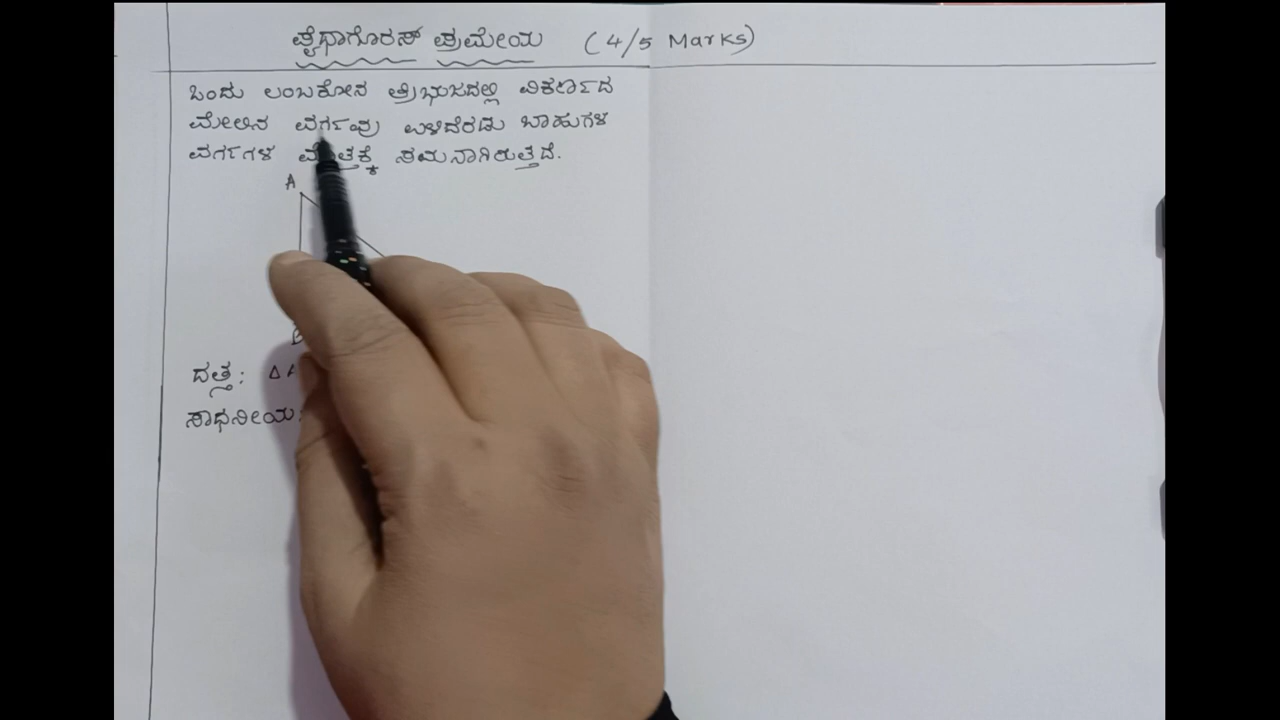 ಪೈಥಾಗೊರಸ್ ಪ್ರಮೇಯ (4/5 Marks)
ಒಂದು ಲಂಬಕೋನ ತ್ರಿಭುಜದಲ್ಲಿ ವಿಕರ್ಣದ
ಮೇಲಿನ ವರ್ಗವು ಉಳಿದೆರಡು ಬಾಹುಗಳ
ವರ್ಗಗಳ ಮೊತ್ತಕ್ಕೆ ಸಮನಾಗಿರುತ್ತದೆ.
A
ದತ್ತ: Δ
ಸಾಧನೀಯ: